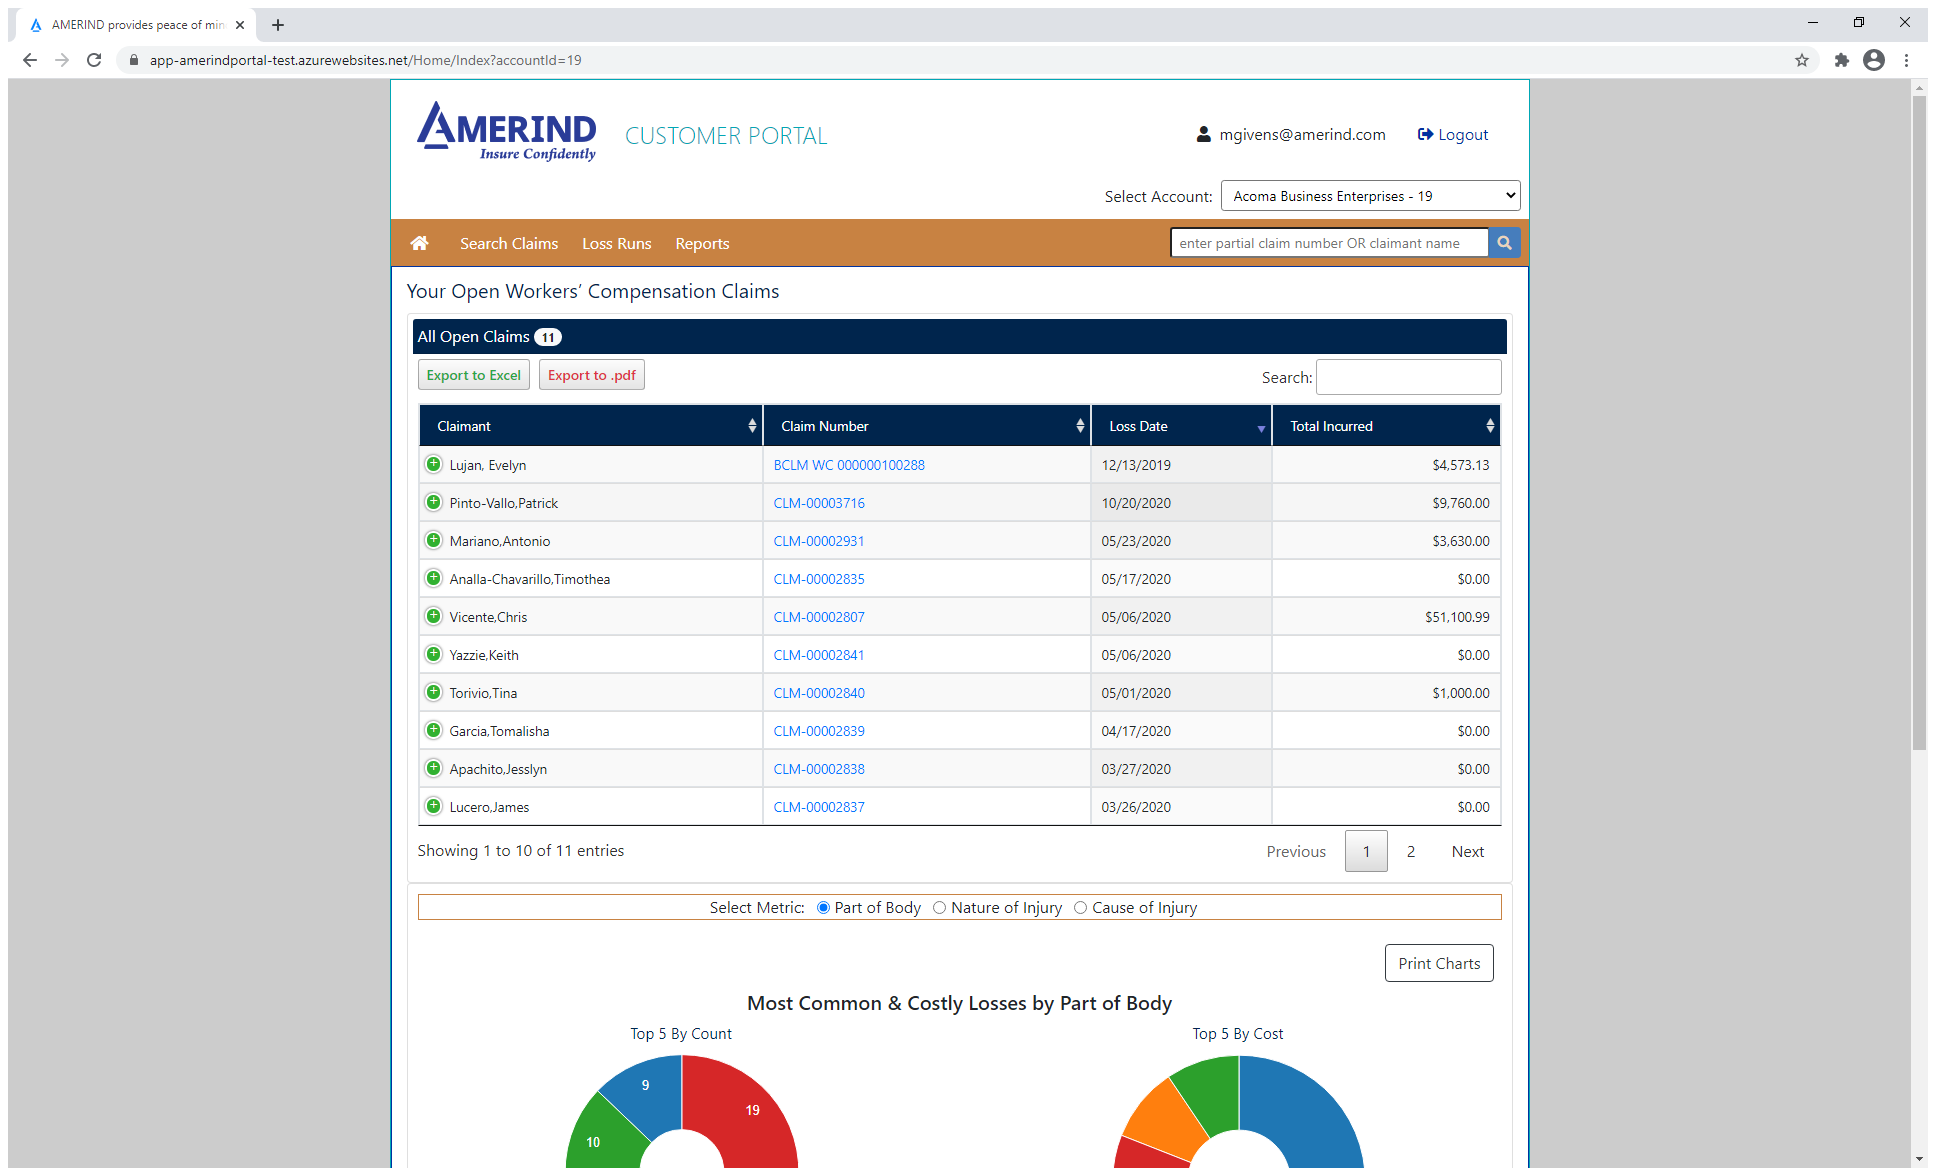 AMERIND provides peace of min
app-amerindportal-test.azurewebsites.net/Home/Index?accountId=19
AMERIND
Insure Confidently
CUSTOMER PORTAL
mgivens@amerind.com
Logout
Select Account:
Acoma Business Enterprises - 19
Search Claims
Loss Runs
Reports
enter partial claim number OR claimant name
Your Open Workers’ Compensation Claims
All Open Claims 11
Export to Excel
Export to .pdf
Search:
Claimant Claim Number Loss Date Total Incurred
Lujan, Evelyn BCLM WC 000000100288 12/13/2019 $4,573.13
Pinto-Vallo,Patrick CLM-00003716 10/20/2020 $9,760.00
Mariano,Antonio CLM-00002931 05/23/2020 $3,630.00
Analla-Chavarillo,Timothea CLM-00002835 05/17/2020 $0.00
Vicente,Chris CLM-00002807 05/06/2020 $51,100.99
Yazzie,Keith CLM-00002841 05/06/2020 $0.00
Torivio,Tina CLM-00002840 05/01/2020 $1,000.00
Garcia,Tomalisha CLM-00002839 04/17/2020 $0.00
Apachito,Jesslyn CLM-00002838 03/27/2020 $0.00
Lucero,James CLM-00002837 03/26/2020 $0.00
Showing 1 to 10 of 11 entries
Previous 1 2 Next
Select Metric: Part of Body Nature of Injury Cause of Injury
Print Charts
Most Common & Costly Losses by Part of Body
Top 5 By Count
Top 5 By Cost
9
19
10